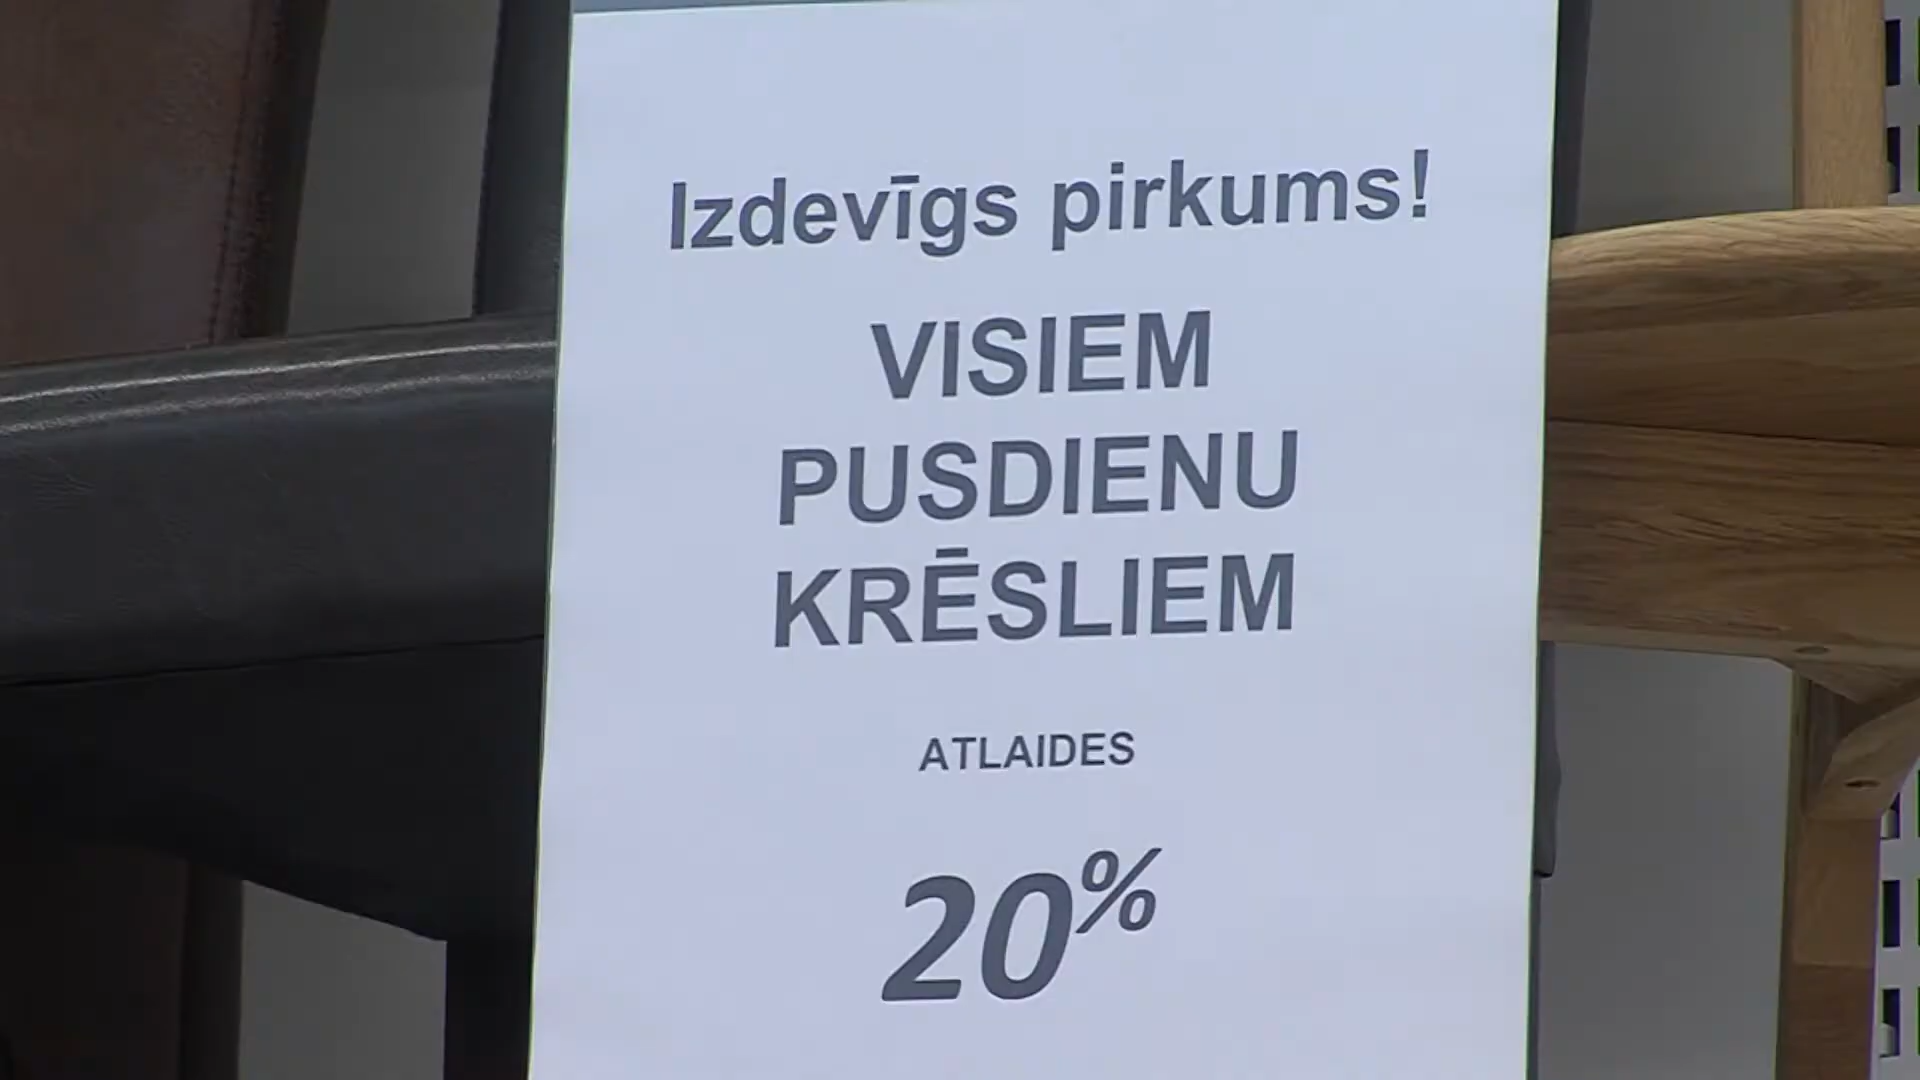 Izdevīgs pirkums!
VISIEM
PUSDIENU
KRĒSLIEM
ATLAIDES
20%